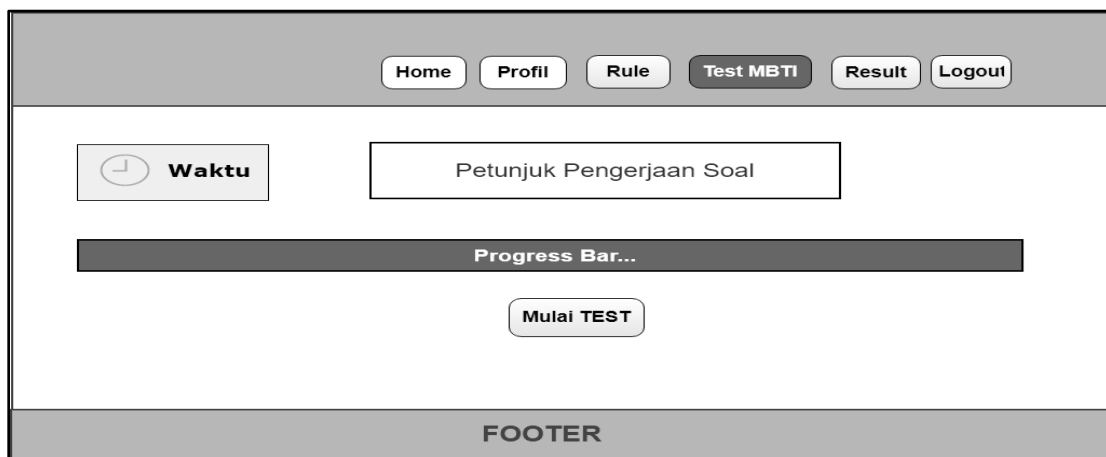 Home Profil Rule Test MBTI Result Logout
Waktu Petunjuk Pengerjaan Soal
Progress Bar...
Mulai TEST
FOOTER